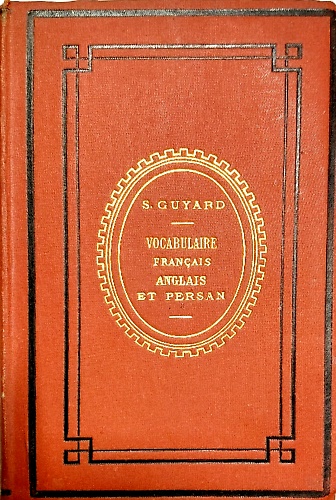 S. GUYARD
VOCABULAIRE
FRANÇAIS
ANGLAIS
ET PERSAN